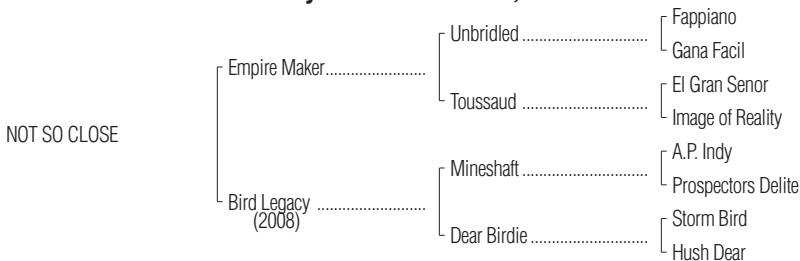 Fappiano
Unbridled ................................
Gana Facil
Empire Maker.........................
El Gran Senor
Toussaud ................................
Image of Reality
NOT SO CLOSE
A.P. Indy
Mineshaft ................................
Prospectors Delite
Bird Legacy ...........................
(2008)
Storm Bird
Dear Birdie ..............................
Hush Dear